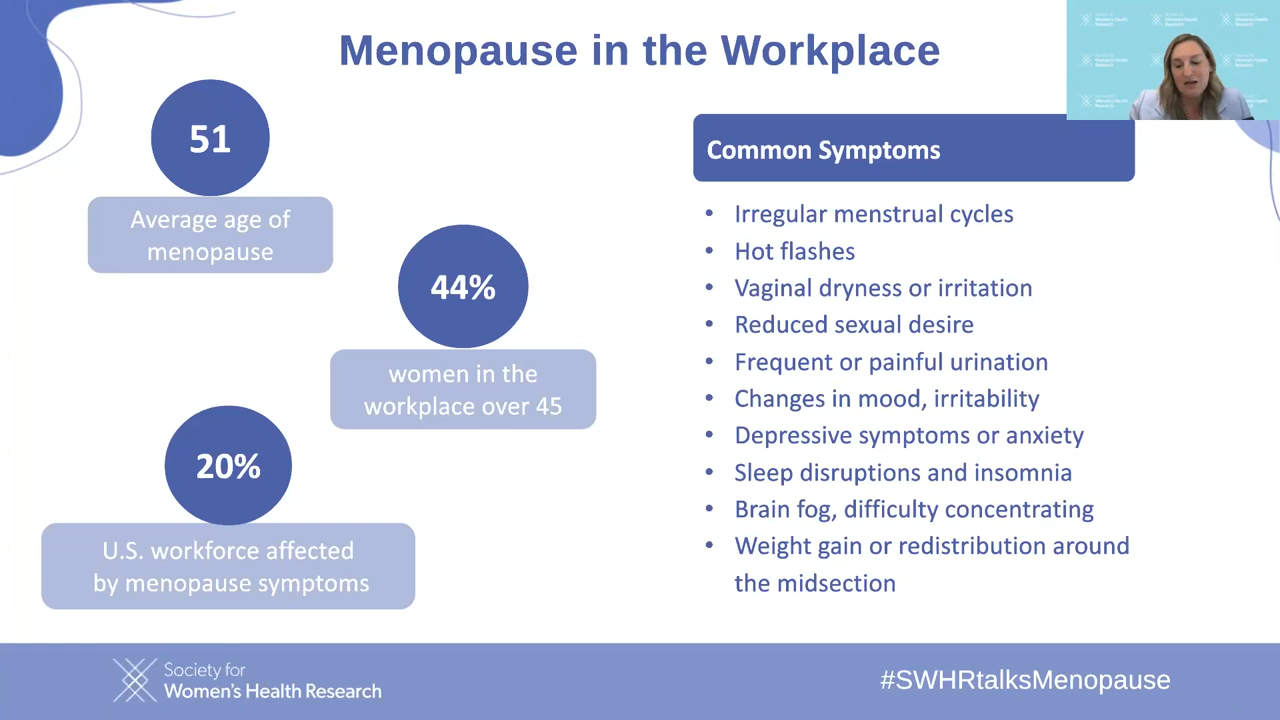 Menopause in the Workplace
51
Average age of
menopause
44%
women in the
workplace over 45
20%
U.S. workforce affected
by menopause symptoms
Common Symptoms
• Irregular menstrual cycles
• Hot flashes
• Vaginal dryness or irritation
• Reduced sexual desire
• Frequent or painful urination
• Changes in mood, irritability
• Depressive symptoms or anxiety
• Sleep disruptions and insomnia
• Brain fog, difficulty concentrating
• Weight gain or redistribution around
the midsection
Society for
Women's Health Research
#SWHRtalksMenopause